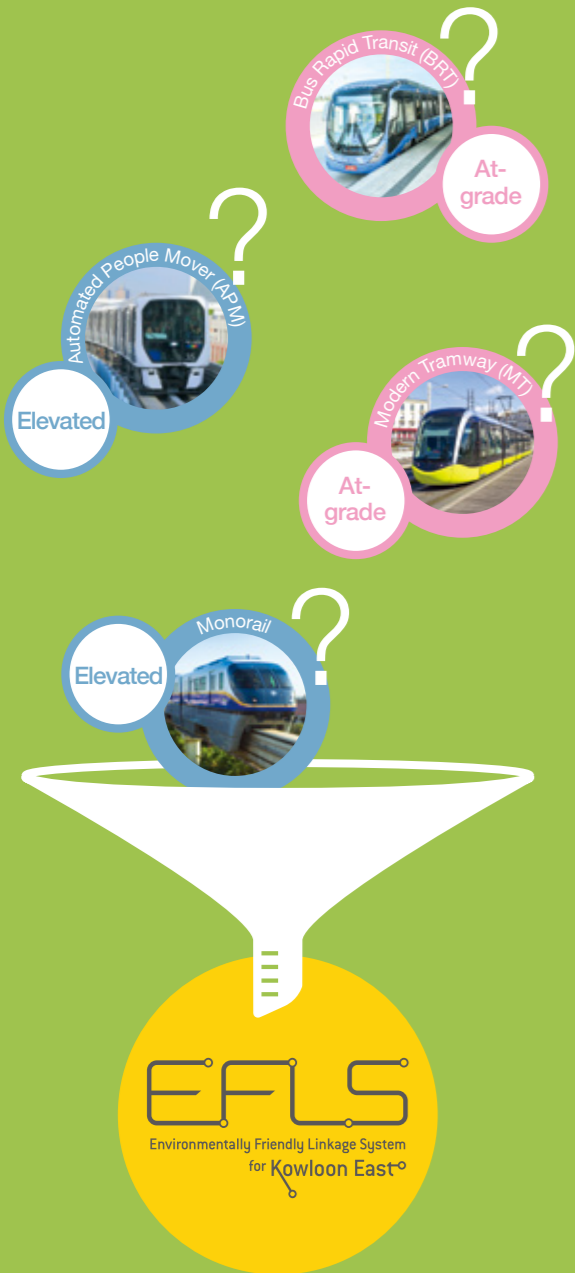 ?
Bus Rapid Transit (BRT)
At-
grade
?
Automated People Mover (APM)
Elevated
?
Modern Tramway (MT)
At-
grade
?
Monorail
Elevated
EFLS
Environmentally Friendly Linkage System
for Kowloon East